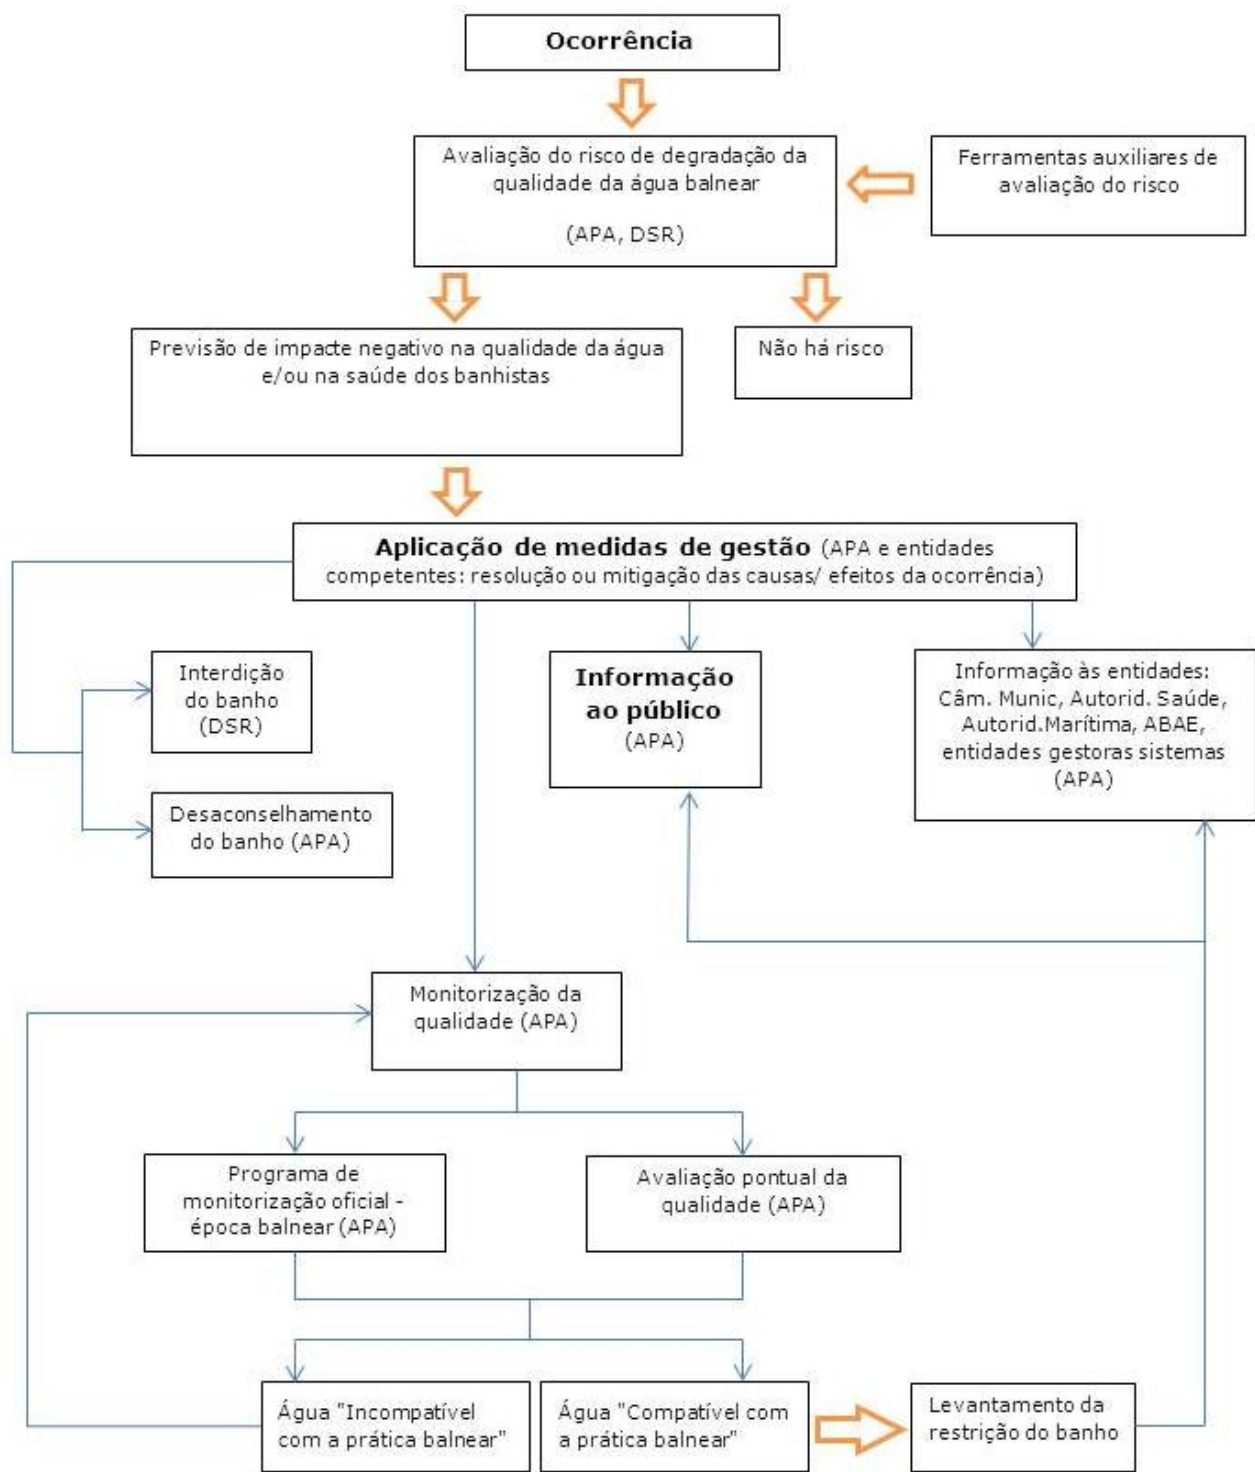 Ocorrência
Avaliação do risco de degradação da
qualidade da água balnear
(APA, DSR)
Ferramentas auxiliares de
avaliação do risco
Previsão de impacte negativo na qualidade da água
e/ou na saúde dos banhistas
Não há risco
Aplicação de medidas de gestão (APA e entidades
competentes: resolução ou mitigação das causas/ efeitos da ocorrência)
Interdição
do banho
(DSR)
Desaconselhamento
do banho (APA)
Informação
ao público
(APA)
Informação às entidades:
Câm. Munic, Autorid. Saúde,
Autorid.Marítima, ABAE,
entidades gestoras sistemas
(APA)
Monitorização da
qualidade (APA)
Programa de
monitorização oficial -
época balnear (APA)
Avaliação pontual da
qualidade (APA)
Água "Incompatível
com a prática balnear"
Água "Compatível com
a prática balnear"
Levantamento da
restrição do banho